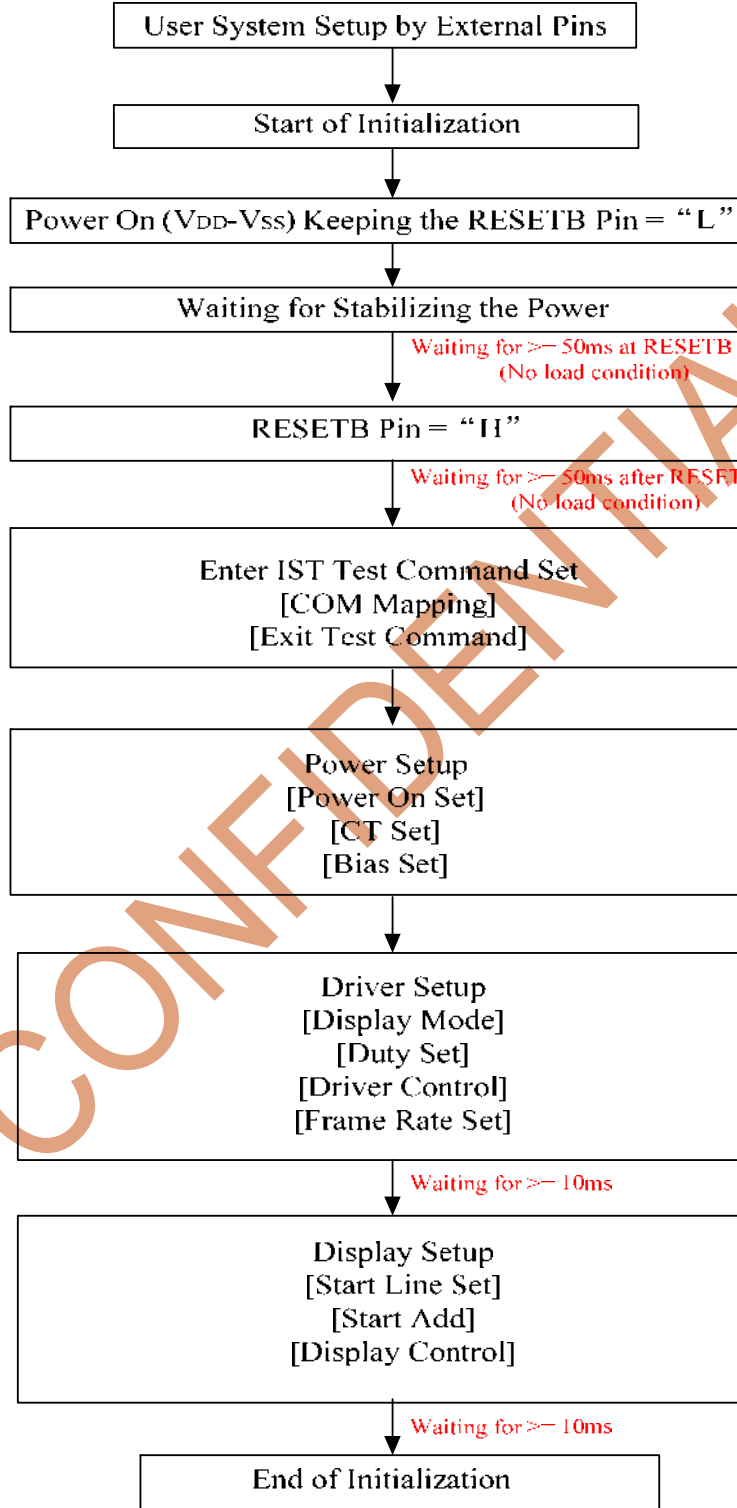 User System Setup by External Pins
Start of Initialization
Power On (VDD-VSS) Keeping the RESETB Pin = “L”
Waiting for Stabilizing the Power
Waiting for >= 50ms at RESETB
(No load condition)
RESETB Pin = “H”
Waiting for >= 50ms after RESET
(No load condition)
Enter IST Test Command Set
[COM Mapping]
[Exit Test Command]
Power Setup
[Power On Set]
[CT Set]
[Bias Set]
Driver Setup
[Display Mode]
[Duty Set]
[Driver Control]
[Frame Rate Set]
Waiting for >= 10ms
Display Setup
[Start Line Set]
[Start Add]
[Display Control]
Waiting for >= 10ms
End of Initialization
CONFIDENTIA